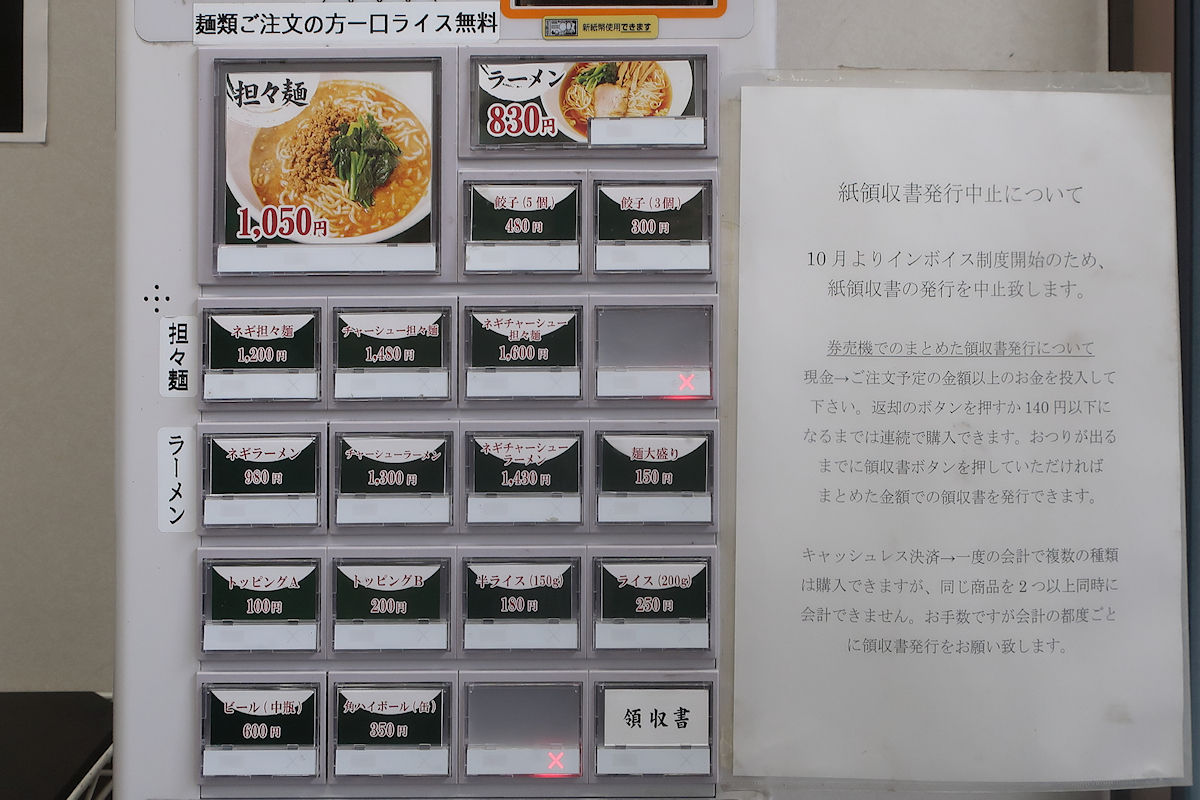 麺類ご注文の方一口ライス無料
新紙幣使用できます
担々麺
1,050円
ラーメン
830円
餃子(5個)
480円
餃子(3個)
300円
担々麺
ネギ担々麺
1,200円
チャーシュー担々麺
1,480円
ネギチャーシュー
担々麺
1,600円
ラーメン
ネギラーメン
980円
チャーシューラーメン
1,300円
ネギチャーシュー
ラーメン
1,430円
麺大盛り
150円
トッピングA
100円
トッピングB
200円
半ライス(150g)
180円
ライス(200g)
250円
ビール(中瓶)
600円
角ハイボール(缶)
350円
領収書
紙領収書発行中止について
10月よりインボイス制度開始のため、
紙領収書の発行を中止致します。
券売機でのまとめた領収書発行について
現金→ご注文予定の金額以上のお金を投入して
下さい。返却のボタンを押すか140円以下に
なるまでは連続で購入できます。おつりが出る
までに領収書ボタンを押していただければ
まとめた金額での領収書を発行できます。
キャッシュレス決済→一度の会計で複数の種類
は購入できますが、同じ商品を2つ以上同時に
会計できません。お手数ですが会計の都度ごと
に領収書発行をお願い致します。